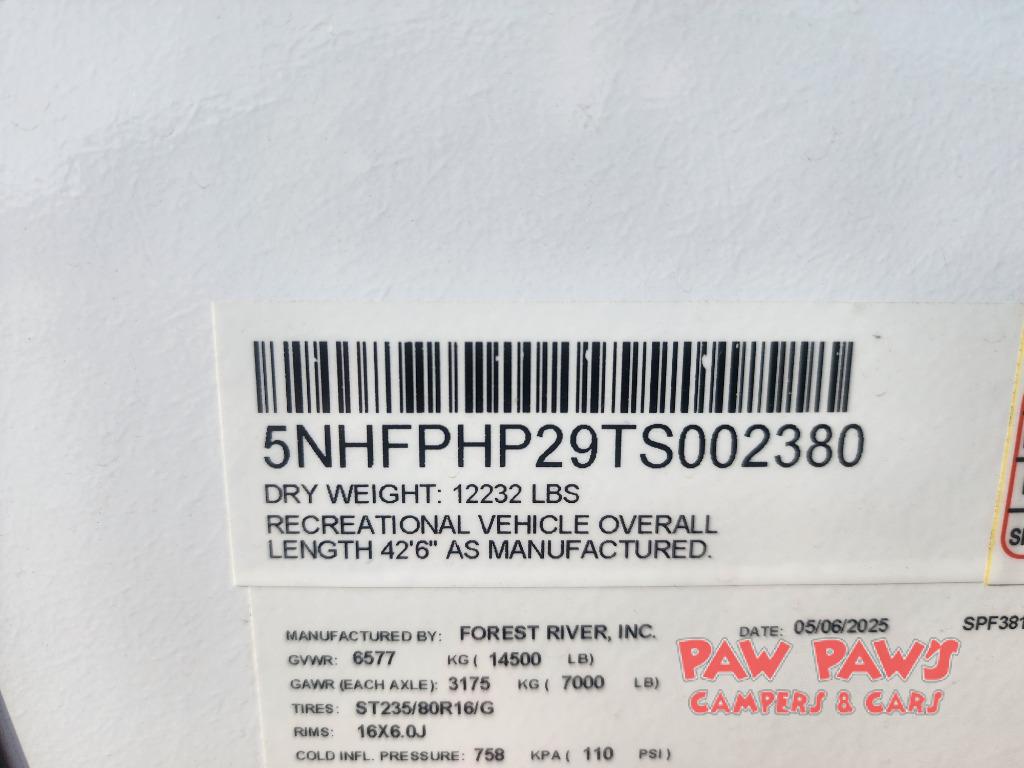 5NHFPHP29TS002380
DRY WEIGHT: 12232 LBS
RECREATIONAL VEHICLE OVERALL
LENGTH 42'6" AS MANUFACTURED.
MANUFACTURED BY: FOREST RIVER, INC. DATE: 05/06/2025 SPF381
GVWR: 6577 KG ( 14500 LB)
GAWR (EACH AXLE): 3175 KG ( 7000 LB)
TIRES: ST235/80R16/G
RIMS: 16X6.0J
COLD INFL. PRESSURE: 758 KPA ( 110 PSI)
PAW PAW'S
CAMPERS & CARS